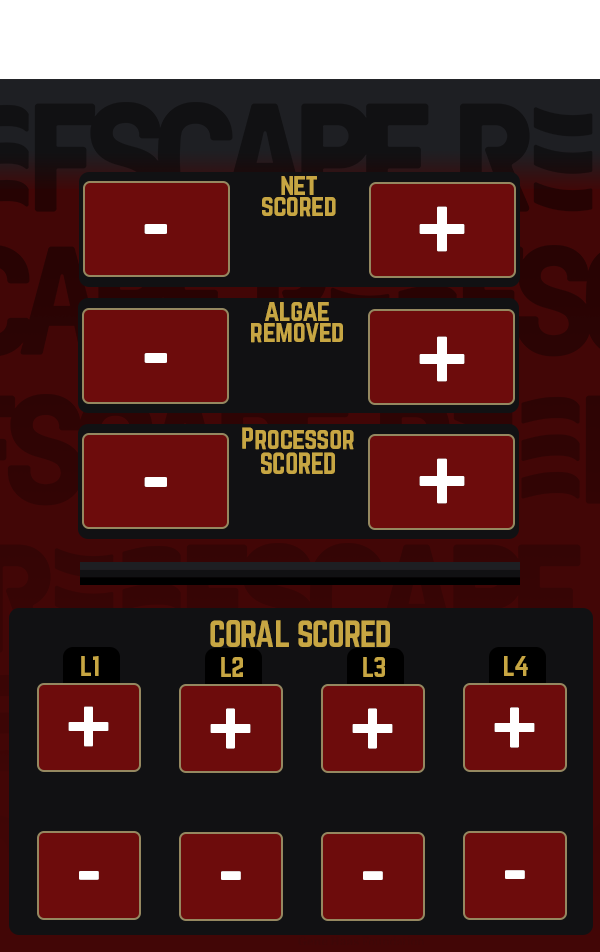 NET
SCORED
-
+
ALGAE
REMOVED
-
+
PROCESSOR
SCORED
-
+
CORAL SCORED
L1 L2 L3 L4
+ + + +
- - - -